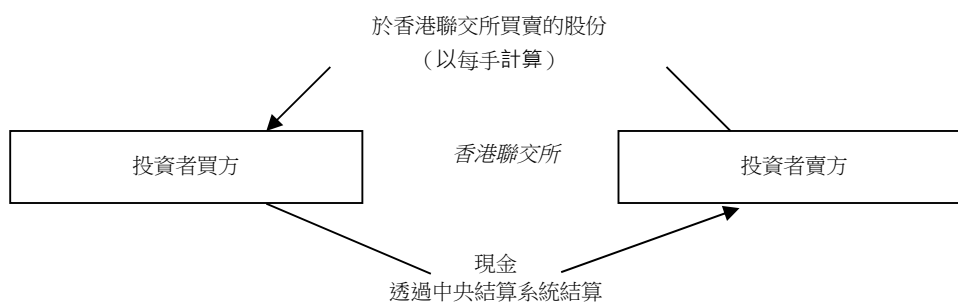 於香港聯交所買賣的股份
（以每手計算）
投資者買方
香港聯交所
投資者賣方
現金
透過中央結算系統結算